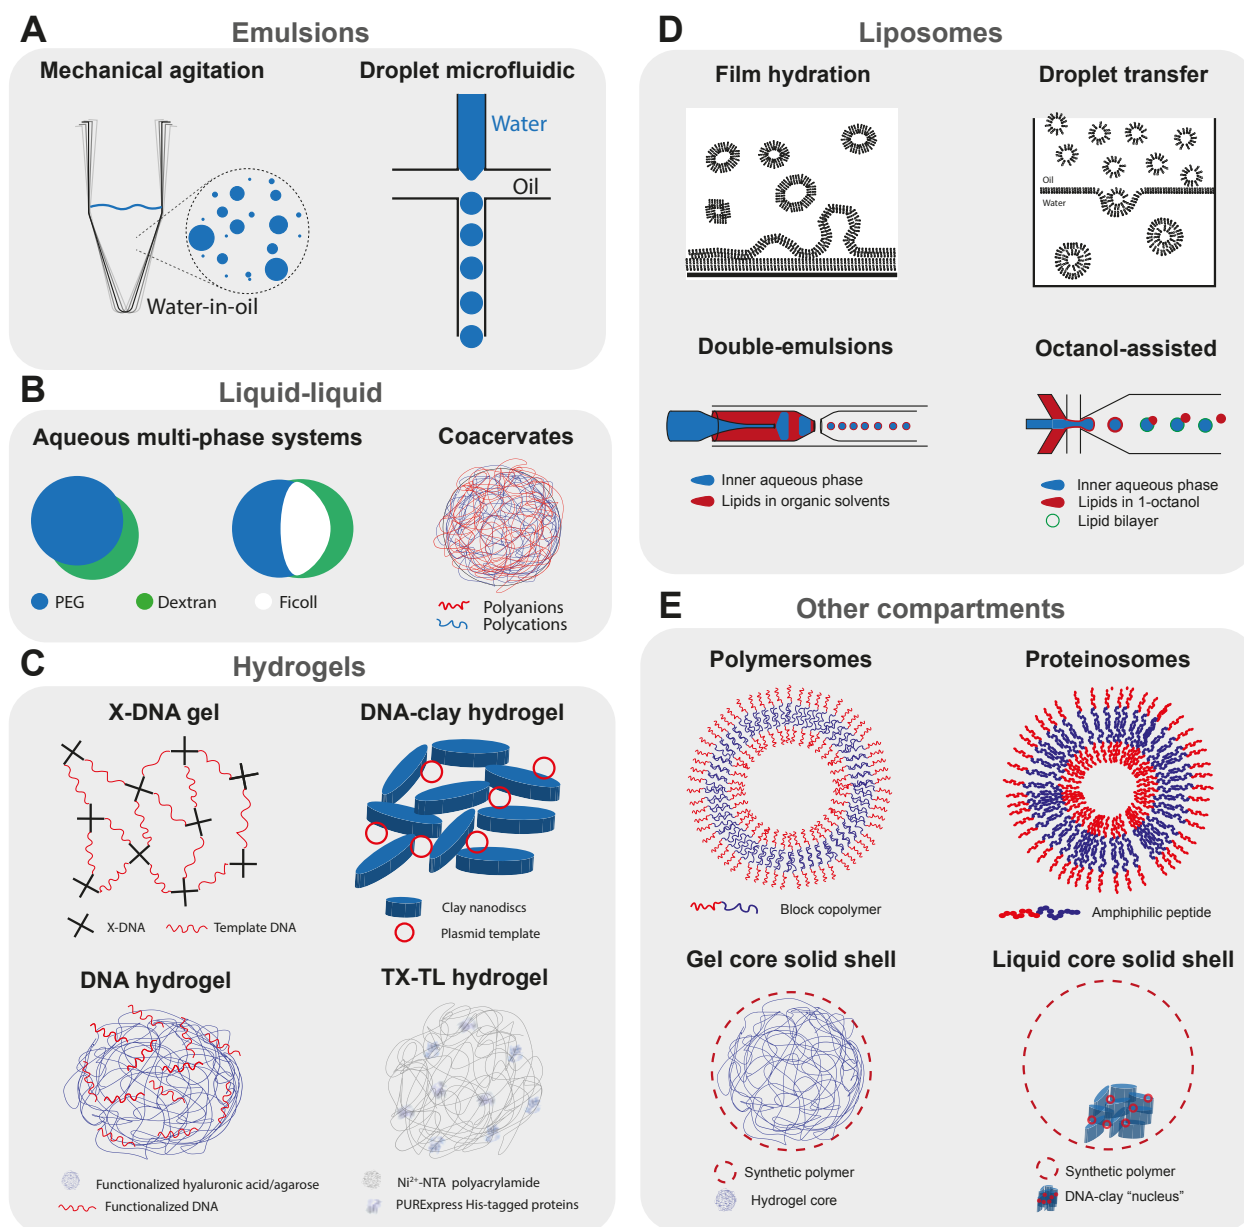 A
Emulsions
Mechanical agitation
Droplet microfluidic
Water
Oil
Water-in-oil
B
Liquid-liquid
Aqueous multi-phase systems
Coacervates
PEG
Dextran
Ficoll
Polyanions
Polycations
C
Hydrogels
X-DNA gel
DNA-clay hydrogel
X-DNA
Template DNA
Clay nanodiscs
Plasmid template
DNA hydrogel
TX-TL hydrogel
Functionalized hyaluronic acid/agarose
Functionalized DNA
Ni²⁺-NTA polyacrylamide
PURExpress His-tagged proteins
D
Liposomes
Film hydration
Droplet transfer
Oil
Water
Double-emulsions
Octanol-assisted
Inner aqueous phase
Lipids in organic solvents
Inner aqueous phase
Lipids in 1-octanol
Lipid bilayer
E
Other compartments
Polymersomes
Proteinosomes
Block copolymer
Amphiphilic peptide
Gel core solid shell
Liquid core solid shell
Synthetic polymer
Hydrogel core
Synthetic polymer
DNA-clay “nucleus”